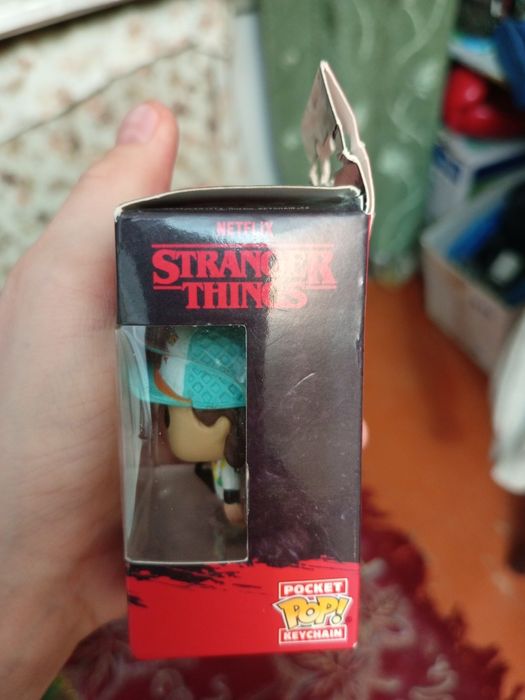 NETFLIX
STRANGER
THINGS
POCKET
POP!
KEYCHAIN